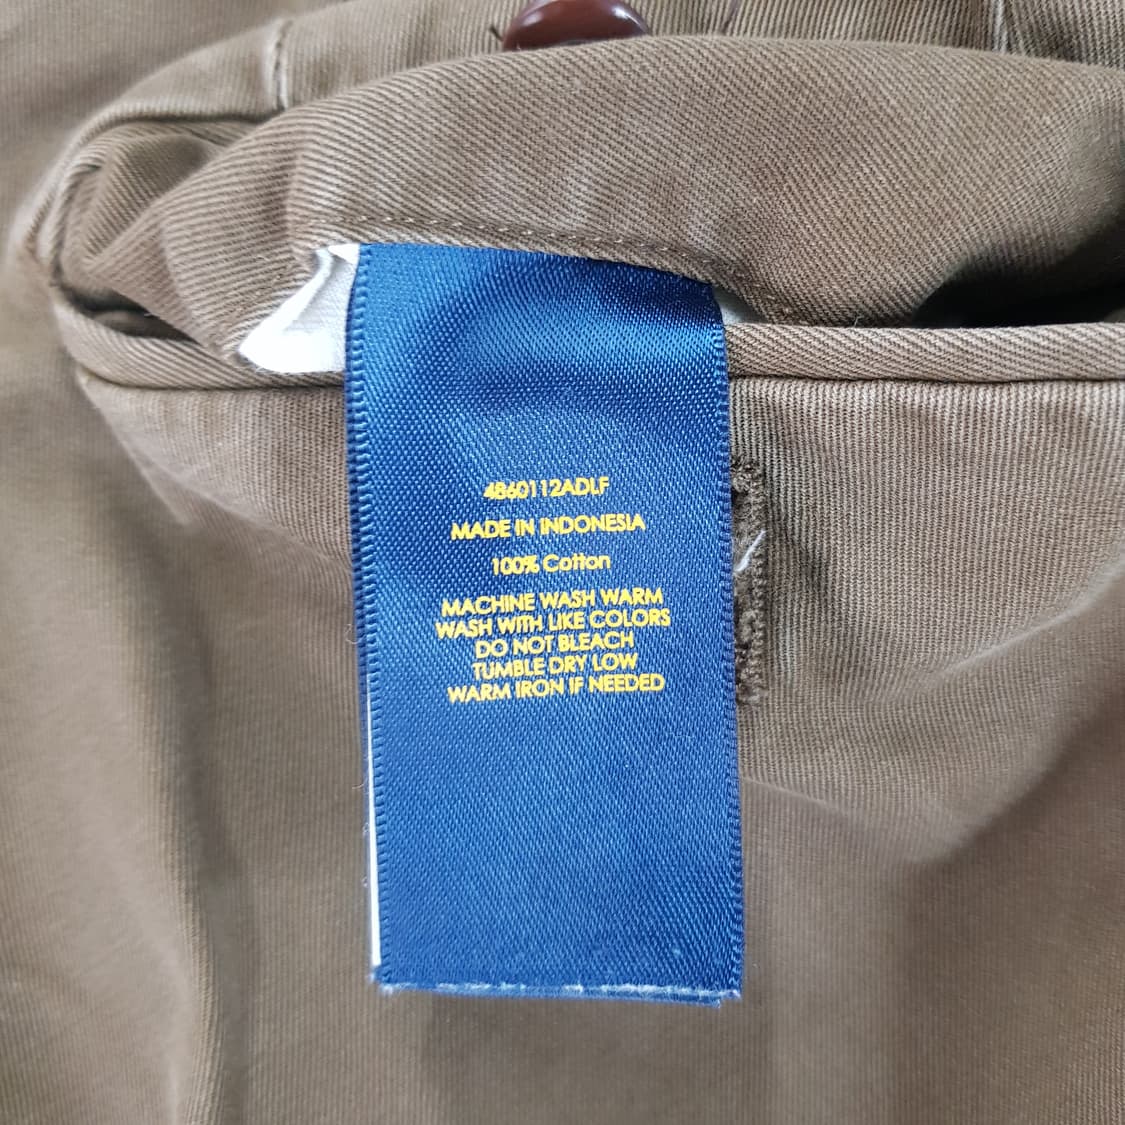 4860112ADLF
MADE IN INDONESIA
100% Cotton
MACHINE WASH WARM
WASH WITH LIKE COLORS
DO NOT BLEACH
TUMBLE DRY LOW
WARM IRON IF NEEDED